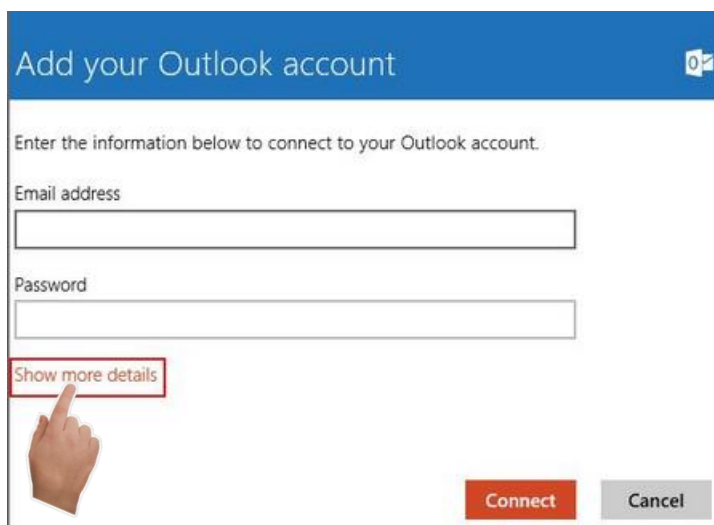 Add your Outlook account
Enter the information below to connect to your Outlook account.
Email address
Password
Show more details
Connect
Cancel